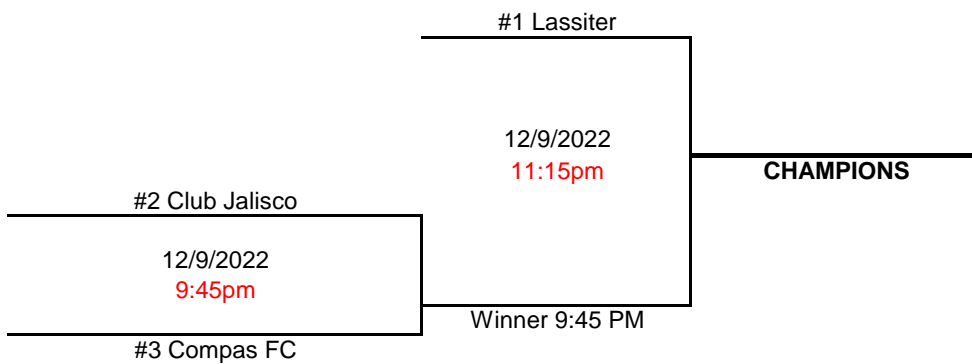 #1 Lassiter
12/9/2022
11:15pm
CHAMPIONS
#2 Club Jalisco
12/9/2022
9:45pm
Winner 9:45 PM
#3 Compas FC